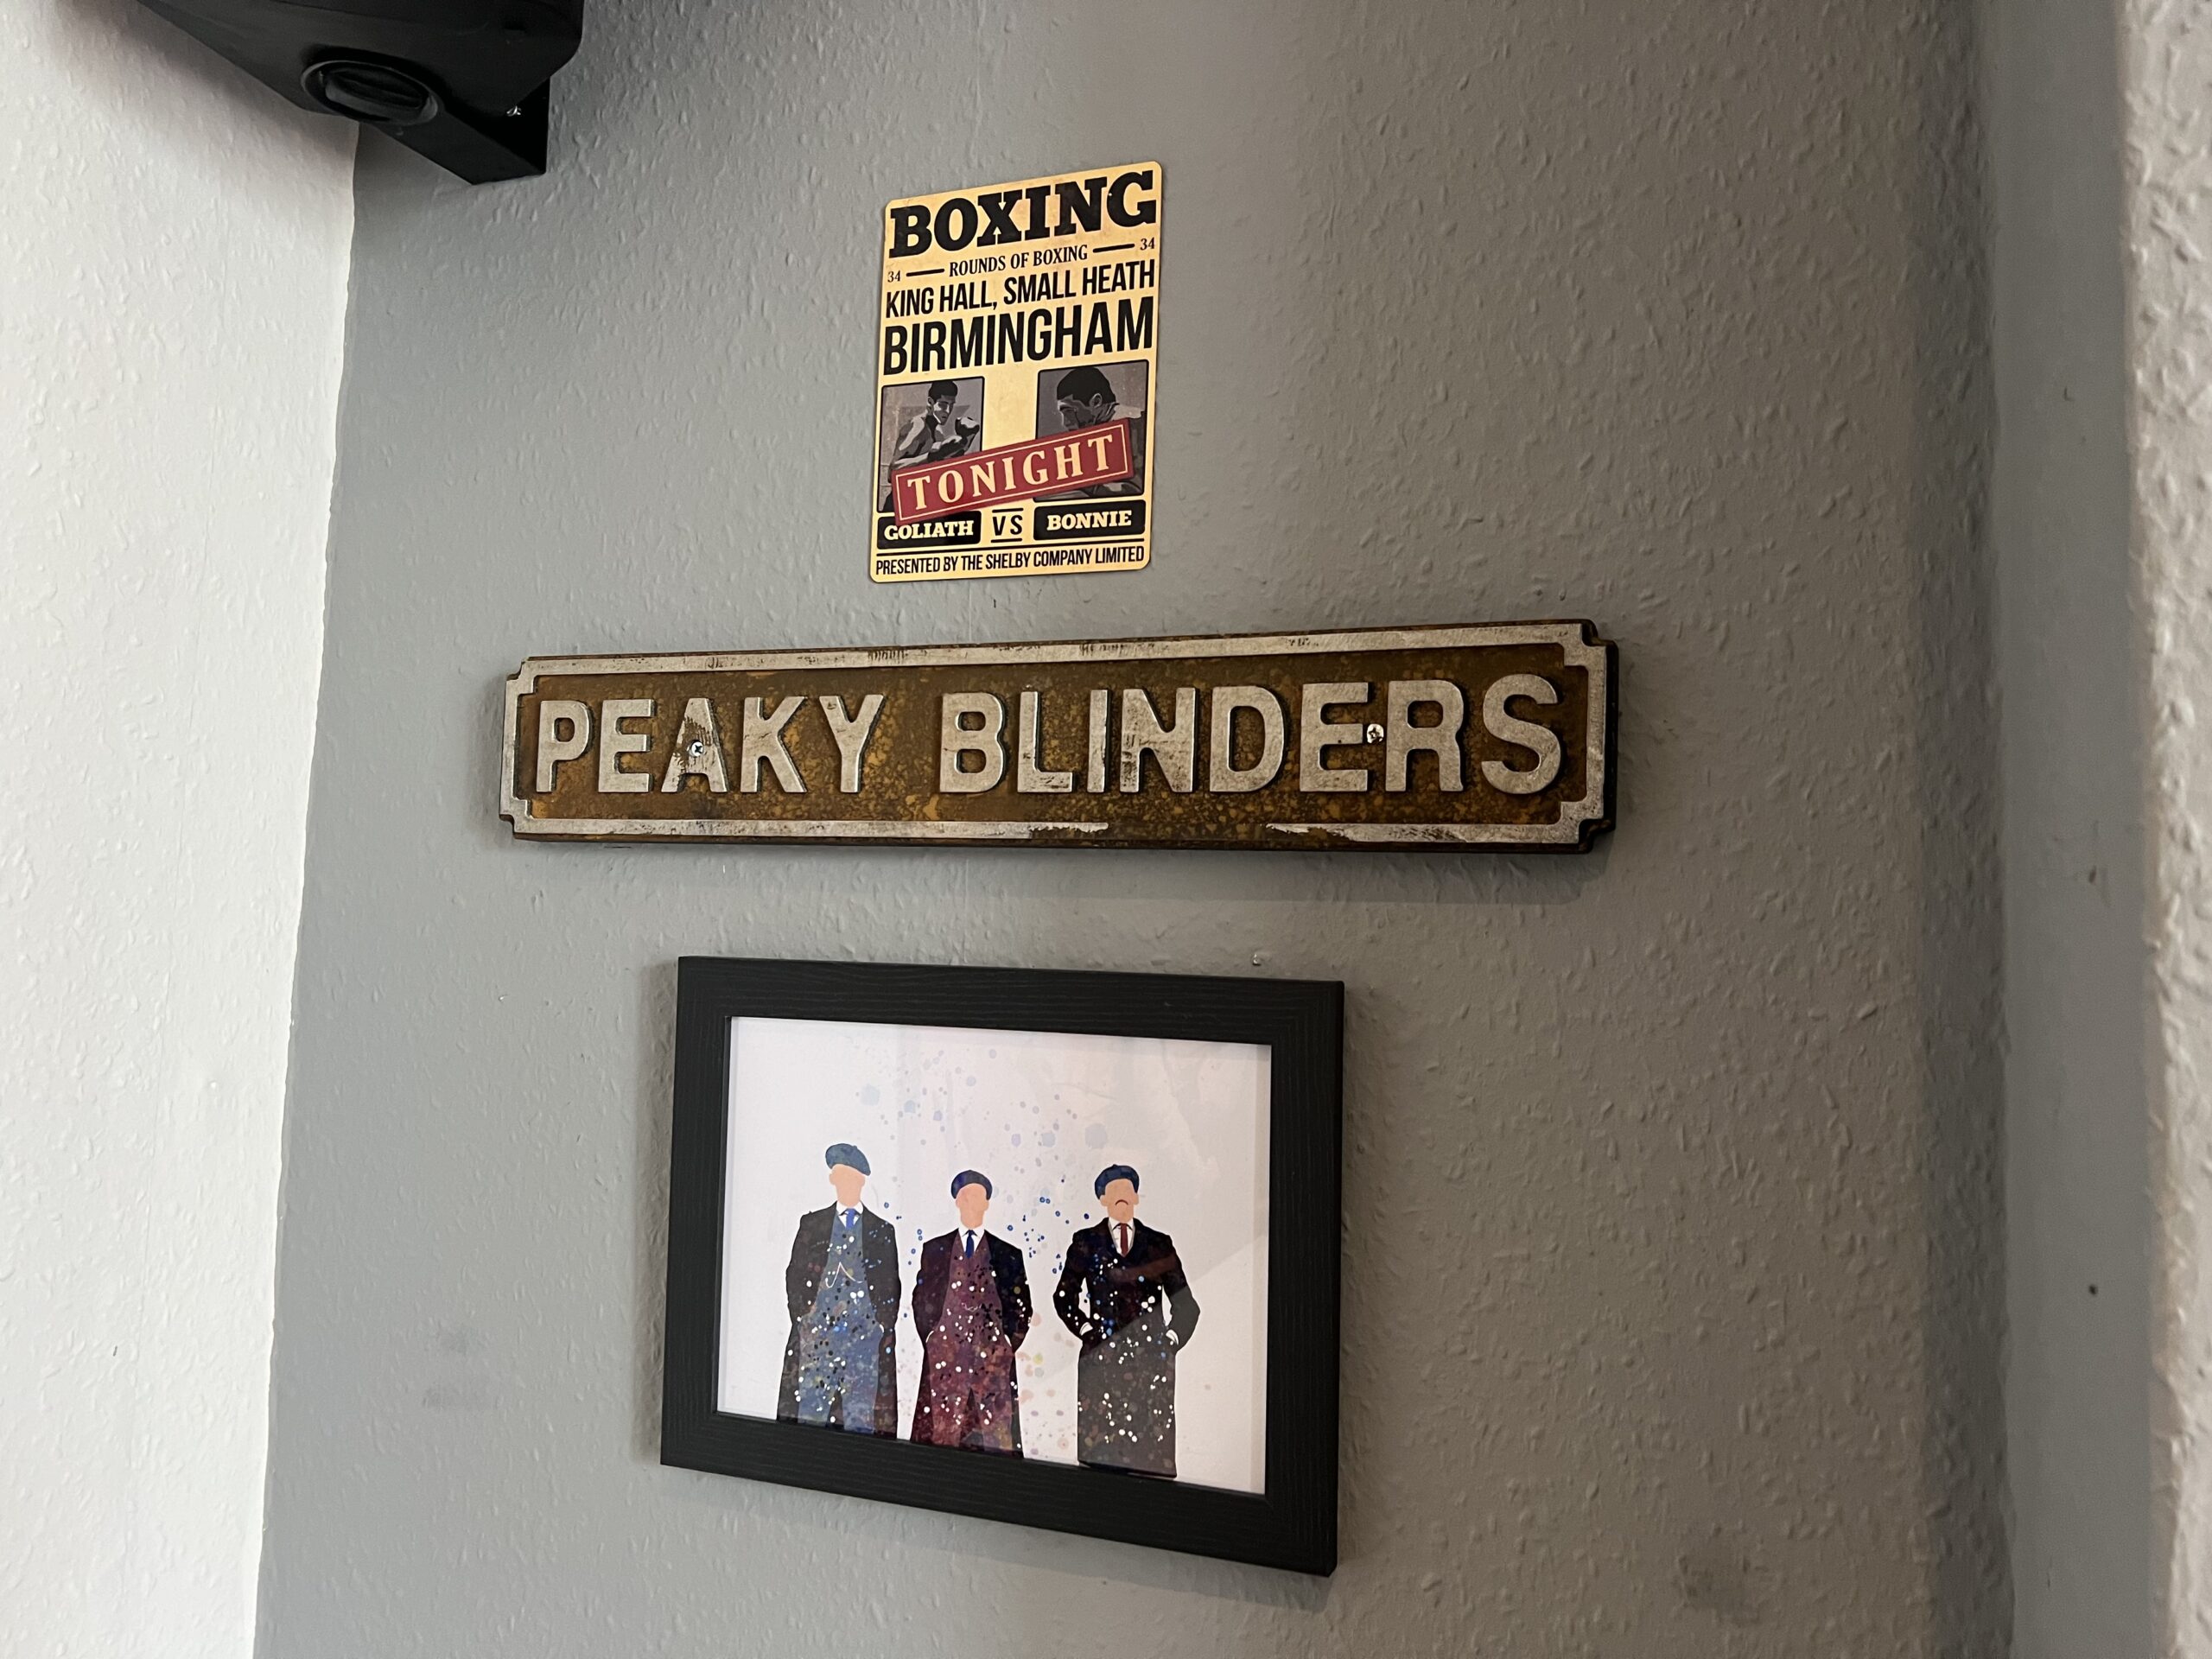 BOXING
34 — ROUNDS OF BOXING — 34
KING HALL, SMALL HEATH
BIRMINGHAM
TONIGHT
GOLIATH VS BONNIE
PRESENTED BY THE SHELBY COMPANY LIMITED
PEAKY BLINDERS